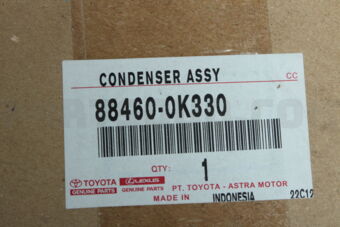 CONDENSER ASSY CC
88460-0K330
QTY: 1
TOYOTA LEXUS
GENUINE PARTS GENUINE PARTS PT. TOYOTA - ASTRA MOTOR
MADE IN INDONESIA 22C12